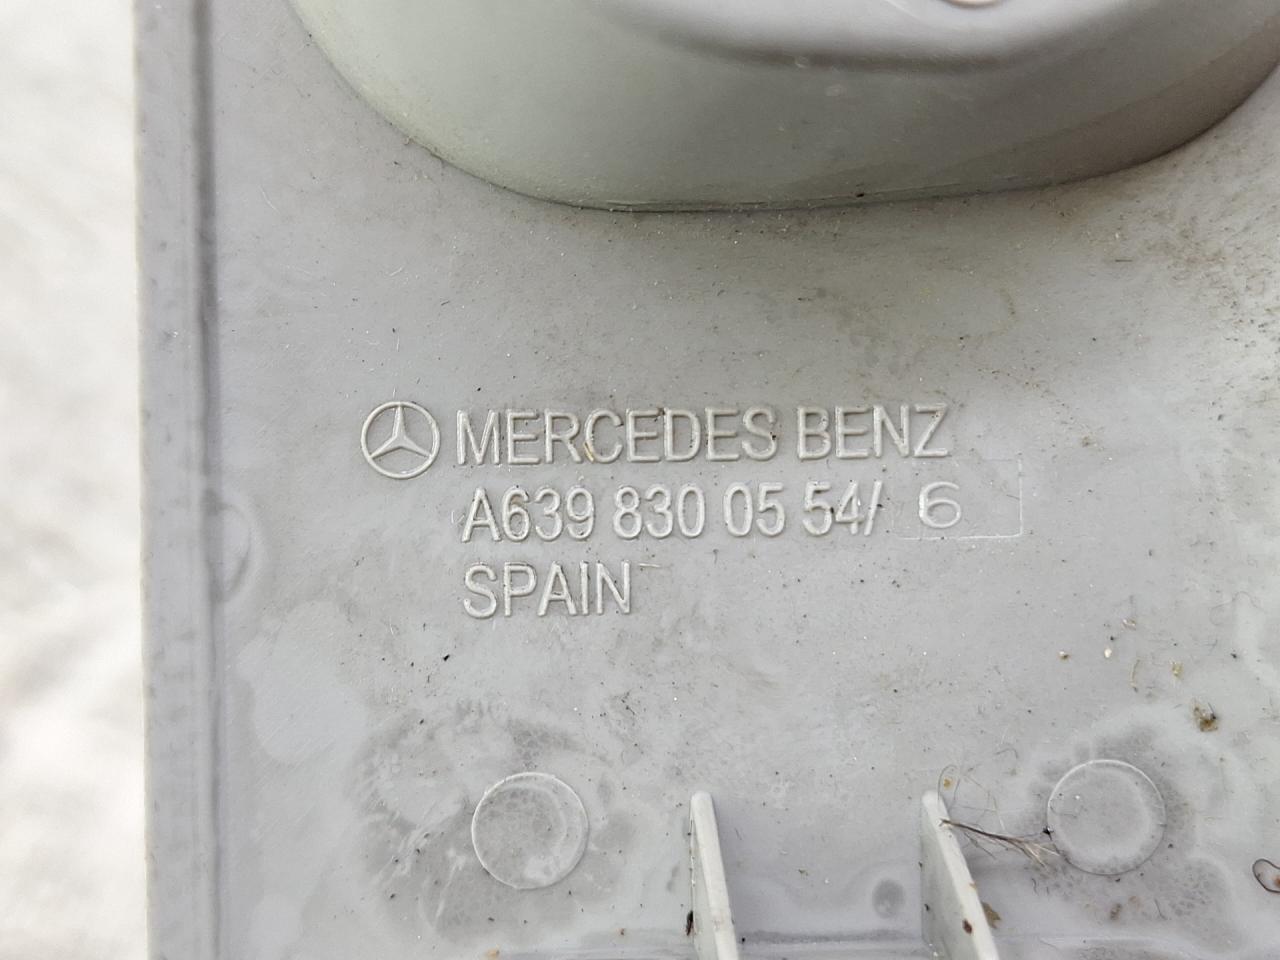 MERCEDES BENZ
A639 830 05 54/ 6
SPAIN